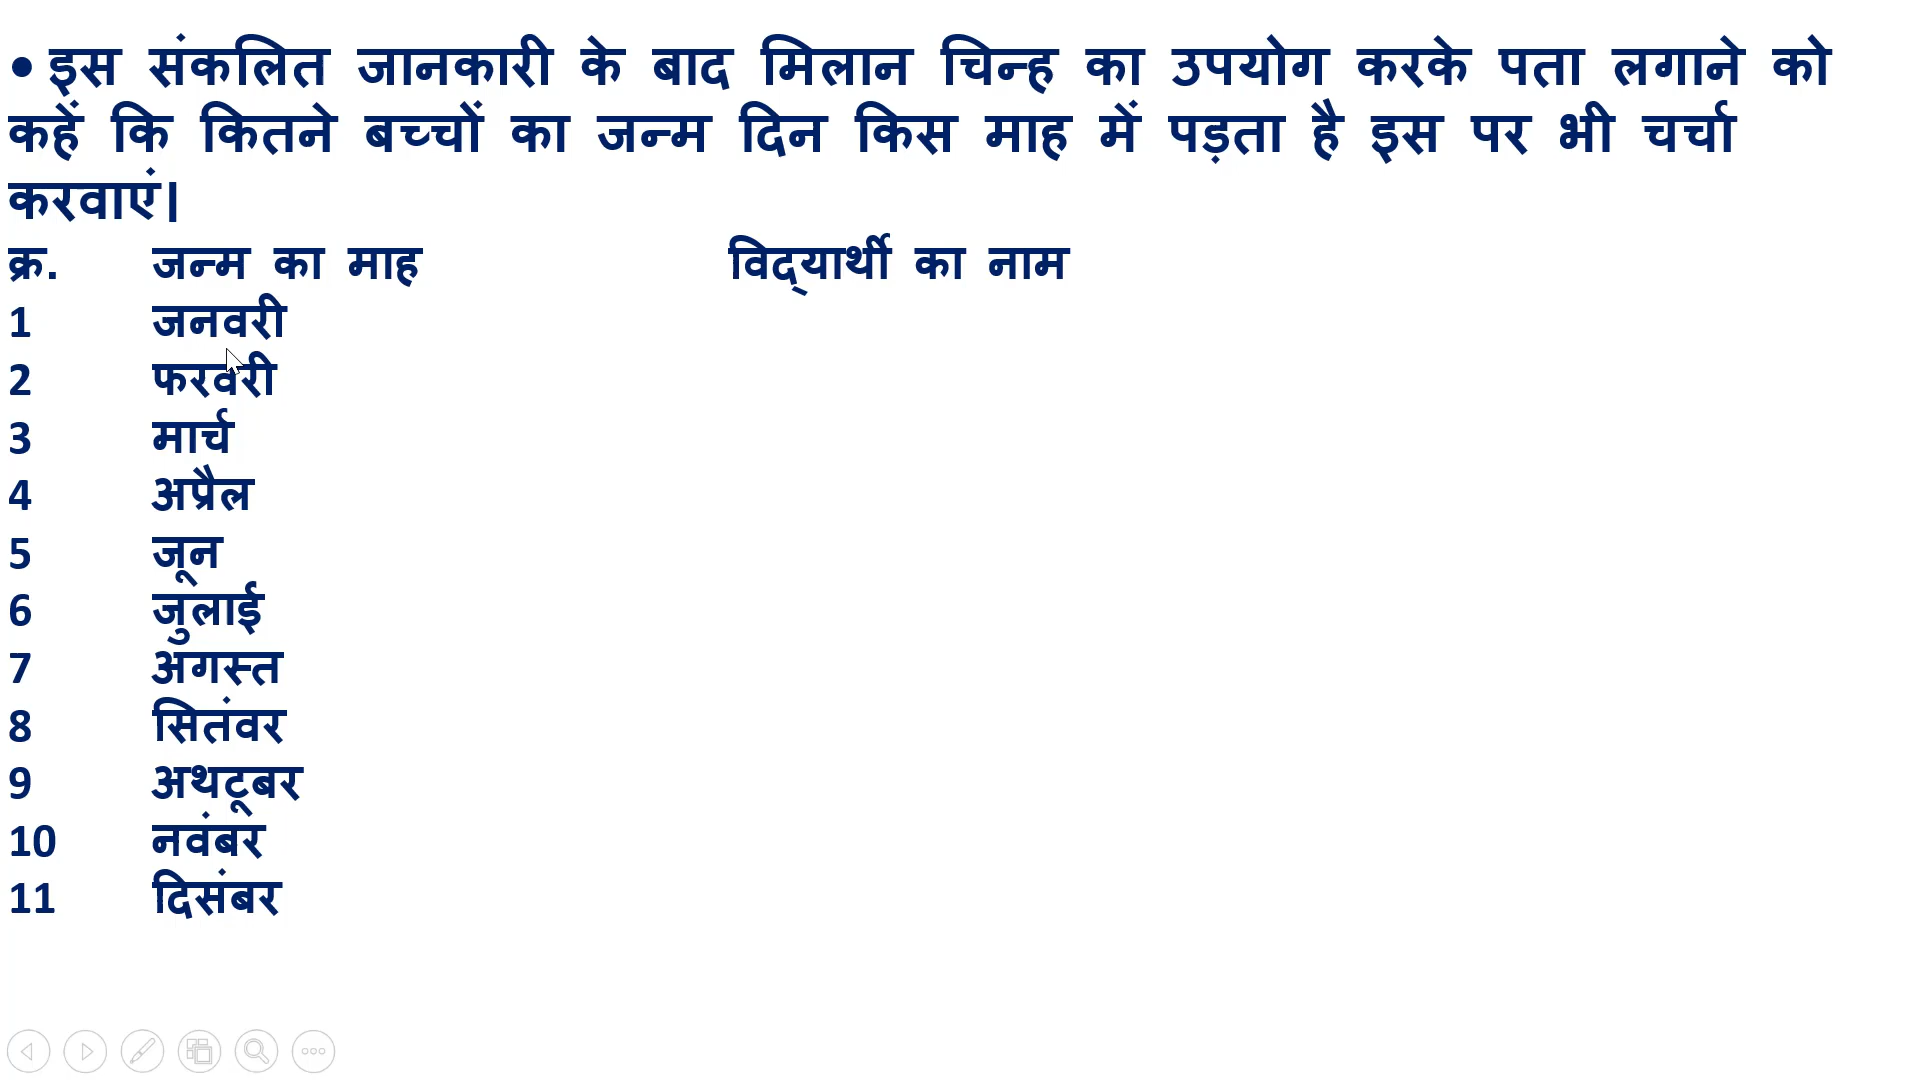 • इस संकलित जानकारी के बाद मिलान चिन्ह का उपयोग करके पता लगाने को
कहें कि कितने बच्चों का जन्म दिन किस माह में पड़ता है इस पर भी चर्चा
करवाएं।
क्र. जन्म का माह विद्‌यार्थी का नाम
1 जनवरी
2 फरवरी
3 मार्च
4 अप्रैल
5 जून
6 जुलाई
7 अगस्त
8 सितंवर
9 अथटूबर
10 नवंबर
11 दिसंबर